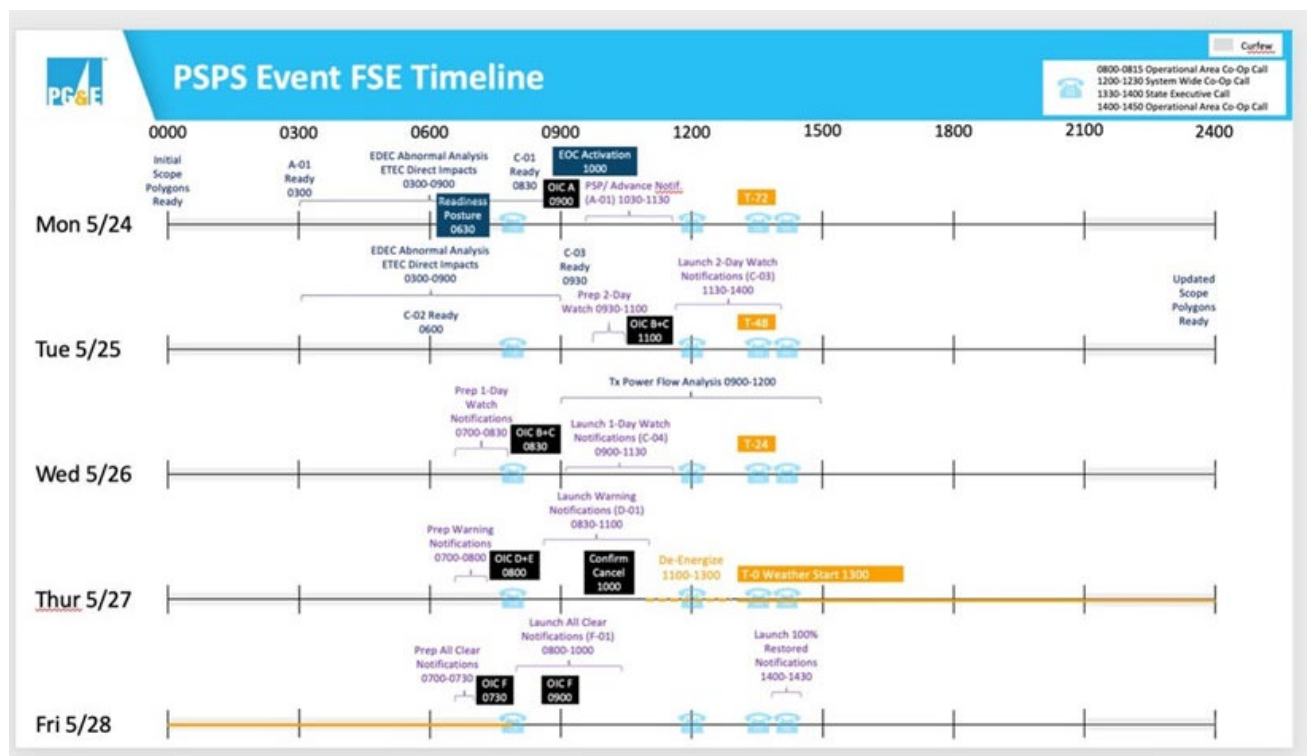 Curfew
PG&E
PSPS Event FSE Timeline
0800-0815 Operational Area Co-Op Call
1200-1230 System Wide Co-Op Call
1330-1400 State Executive Call
1400-1450 Operational Area Co-Op Call
0000 0300 0600 0900 1200 1500 1800 2100 2400
Initial
Scope
Polygons
Ready
A-01
Ready
0300
EDEC Abnormal Analysis
ETEC Direct Impacts
0300-0900
Readiness
Posture
0630
C-01
Ready
0830
OIC A
0900
EOC Activation
1000
PSP/ Advance Notif.
(A-01) 1030-1130
T-72
Mon 5/24
EDEC Abnormal Analysis
ETEC Direct Impacts
0300-0900
C-02 Ready
0600
C-03
Ready
0930
Prep 2-Day
Watch 0930-1100
OIC B+C
1100
Launch 2-Day Watch
Notifications (C-03)
1130-1400
T-48
Updated
Scope
Polygons
Ready
Tue 5/25
Prep 1-Day
Watch
Notifications
0700-0830
OIC B+C
0830
Launch 1-Day Watch
Notifications (C-04)
0900-1130
Tx Power Flow Analysis 0900-1200
T-24
Wed 5/26
Prep Warning
Notifications
0700-0800
OIC D+E
0800
Launch Warning
Notifications (D-01)
0830-1100
Confirm
Cancel
1000
De-Energize
1100-1300
T-0 Weather Start 1300
Thur 5/27
Prep All Clear
Notifications
0700-0730
OIC F
0730
Launch All Clear
Notifications (F-01)
0800-1000
OIC F
0900
Launch 100%
Restored
Notifications
1400-1430
Fri 5/28